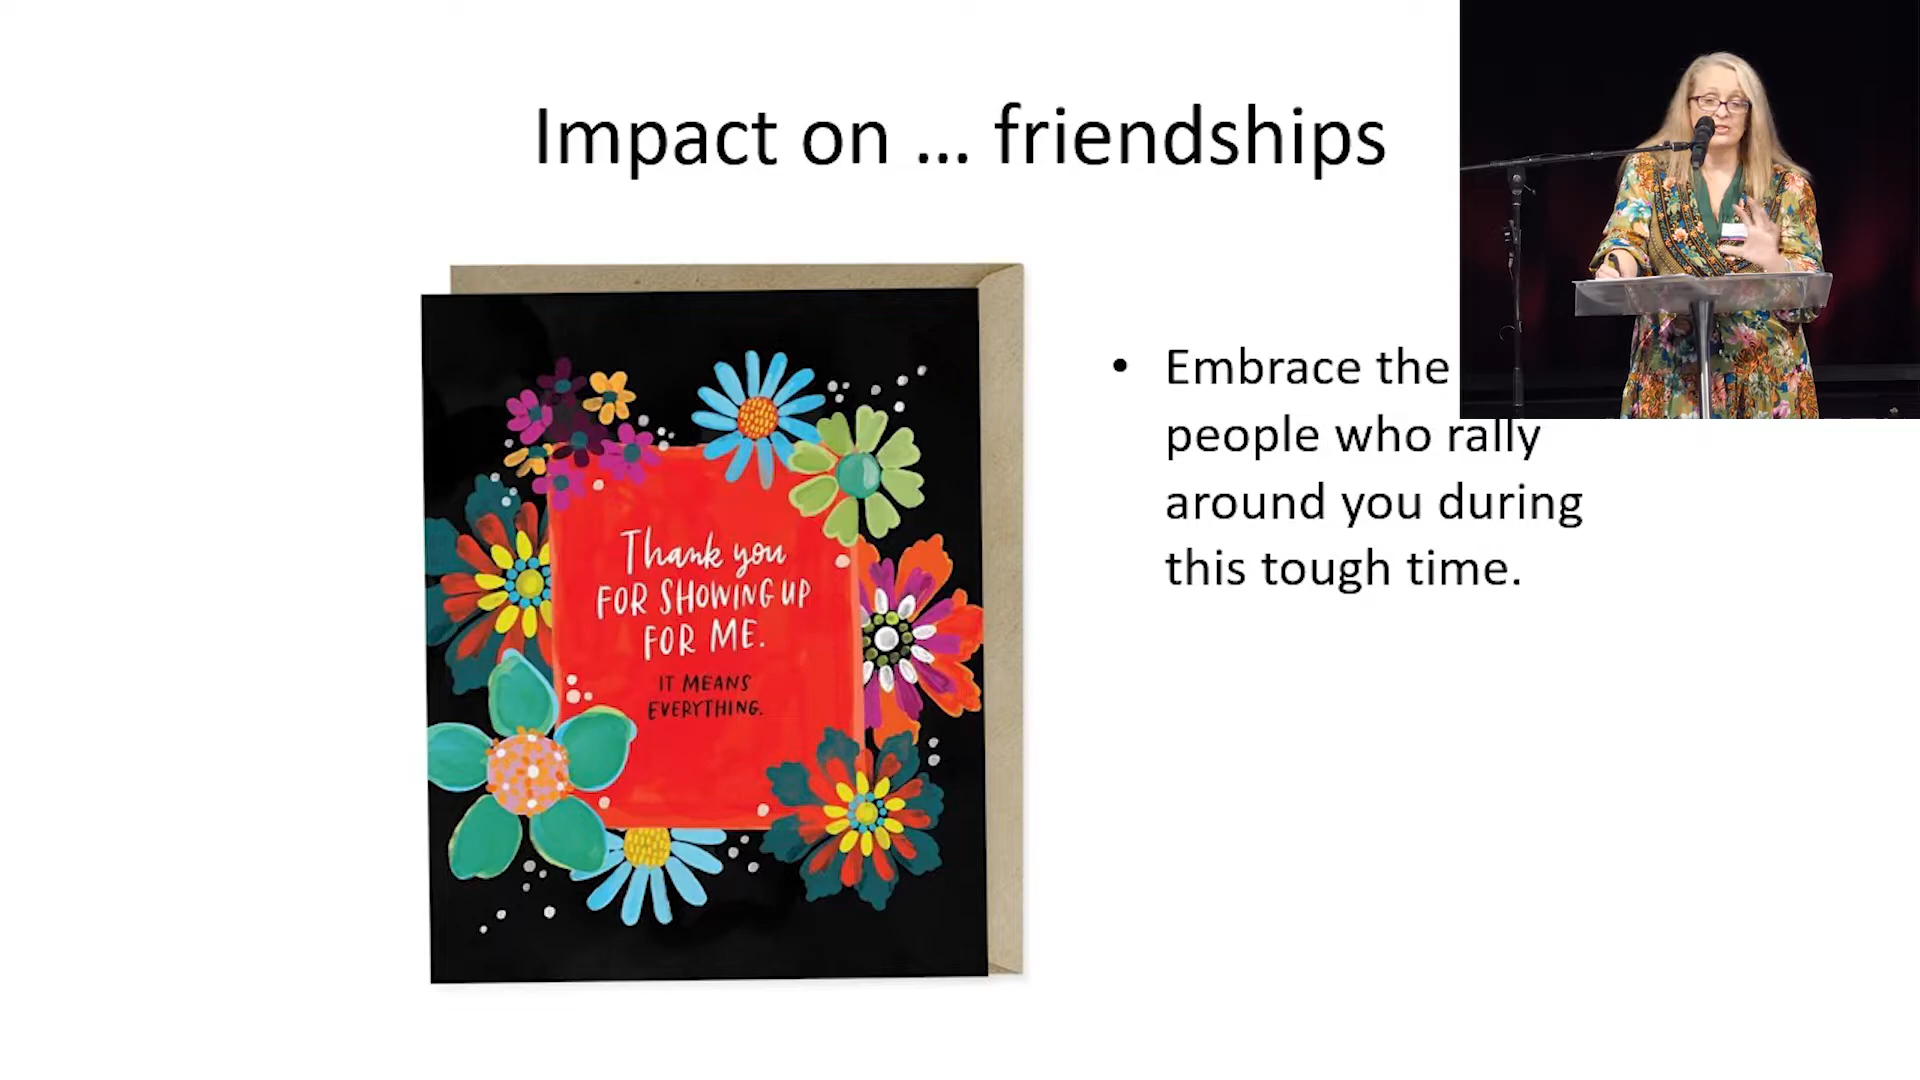 Impact on ... friendships
Thank you
FOR SHOWING UP
FOR ME.
IT MEANS
EVERYTHING.
• Embrace the
people who rally
around you during
this tough time.